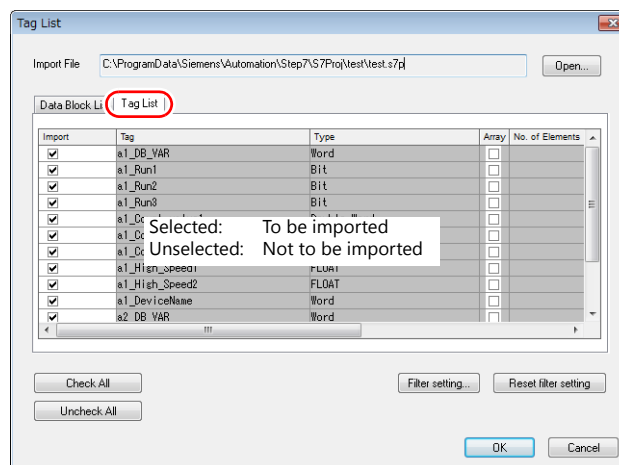 Tag List
Import File C:\ProgramData\Siemens\Automation\Step7\S7Proj\test\test.s7p Open...
Data Block Li Tag List
Import Tag Type Array No. of Elements
a1_DB_VAR Word
a1_Run1 Bit
a1_Run2 Bit
a1_Run3 Bit
Selected: To be imported
Unselected: Not to be imported
a1_High_Speed1 FLOAT
a1_High_Speed2 FLOAT
a1_DeviceName Word
a2_DB_VAR Word
Check All Filter setting... Reset filter setting
Uncheck All
OK Cancel